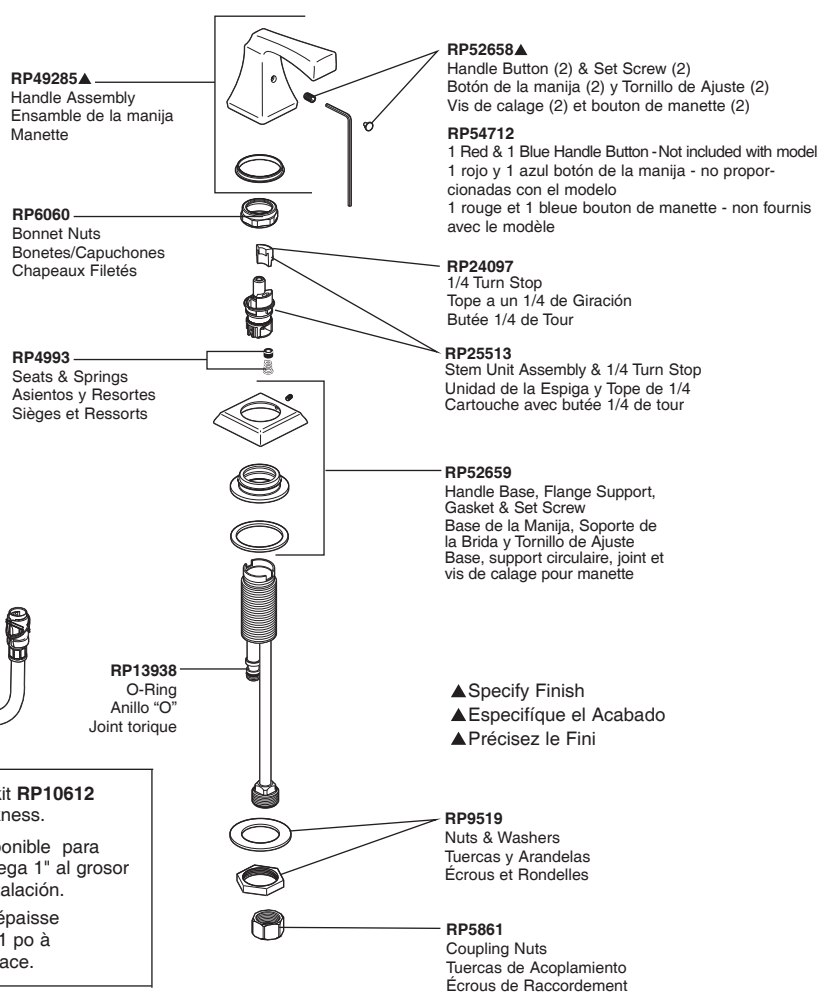 RP49285▲
Handle Assembly
Ensamble de la manija
Manette
RP6060
Bonnet Nuts
Bonetes/Capuchones
Chapeaux Filetés
RP4993
Seats & Springs
Asientos y Resortes
Sièges et Ressorts
RP13938
O-Ring
Anillo “O”
Joint torique
RP52658▲
Handle Button (2) & Set Screw (2)
Botón de la manija (2) y Tornillo de Ajuste (2)
Vis de calage (2) et bouton de manette (2)
RP54712
1 Red & 1 Blue Handle Button - Not included with model
1 rojo y 1 azul botón de la manija - no propor-
cionadas con el modelo
1 rouge et 1 bleue bouton de manette - non fournis
avec le modèle
RP24097
1/4 Turn Stop
Tope a un 1/4 de Giración
Butée 1/4 de Tour
RP25513
Stem Unit Assembly & 1/4 Turn Stop
Unidad de la Espiga y Tope de 1/4
Cartouche avec butée 1/4 de tour
RP52659
Handle Base, Flange Support,
Gasket & Set Screw
Base de la Manija, Soporte de
la Brida y Tornillo de Ajuste
Base, support circulaire, joint et
vis de calage pour manette
▲Specify Finish
▲Especifíque el Acabado
▲Précisez le Fini
RP9519
Nuts & Washers
Tuercas y Arandelas
Écrous et Rondelles
RP5861
Coupling Nuts
Tuercas de Acoplamiento
Écrous de Raccordement
kit RP10612
ness.
onible para
ega 1" al grosor
alación.
épaisse
1 po à
ace.